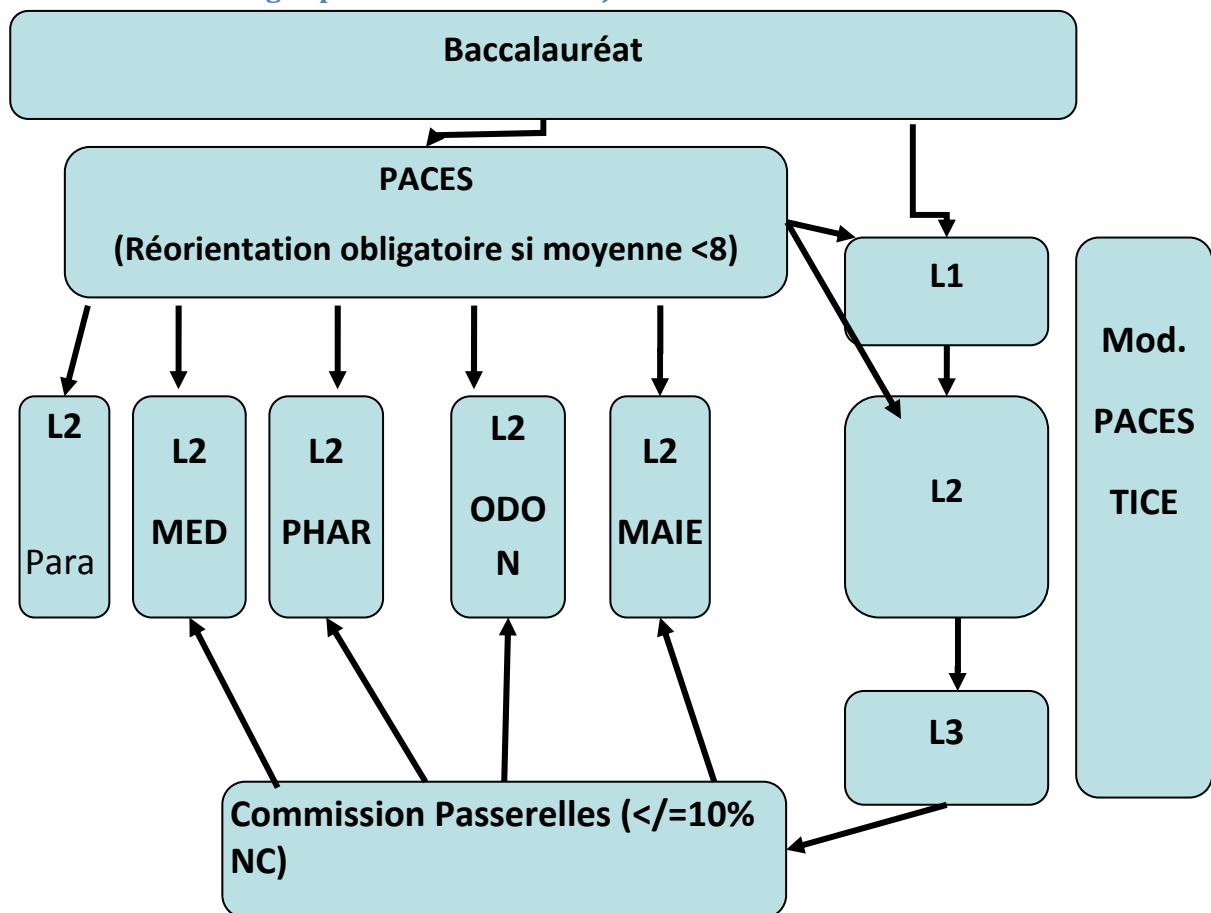 Baccalauréat
PACES
(Réorientation obligatoire si moyenne <8)
L1
Mod.
PACES
TICE
L2
Para
L2
MED
L2
PHAR
L2
ODO
N
L2
MAIE
L2
L3
Commission Passerelles (</=10%
NC)